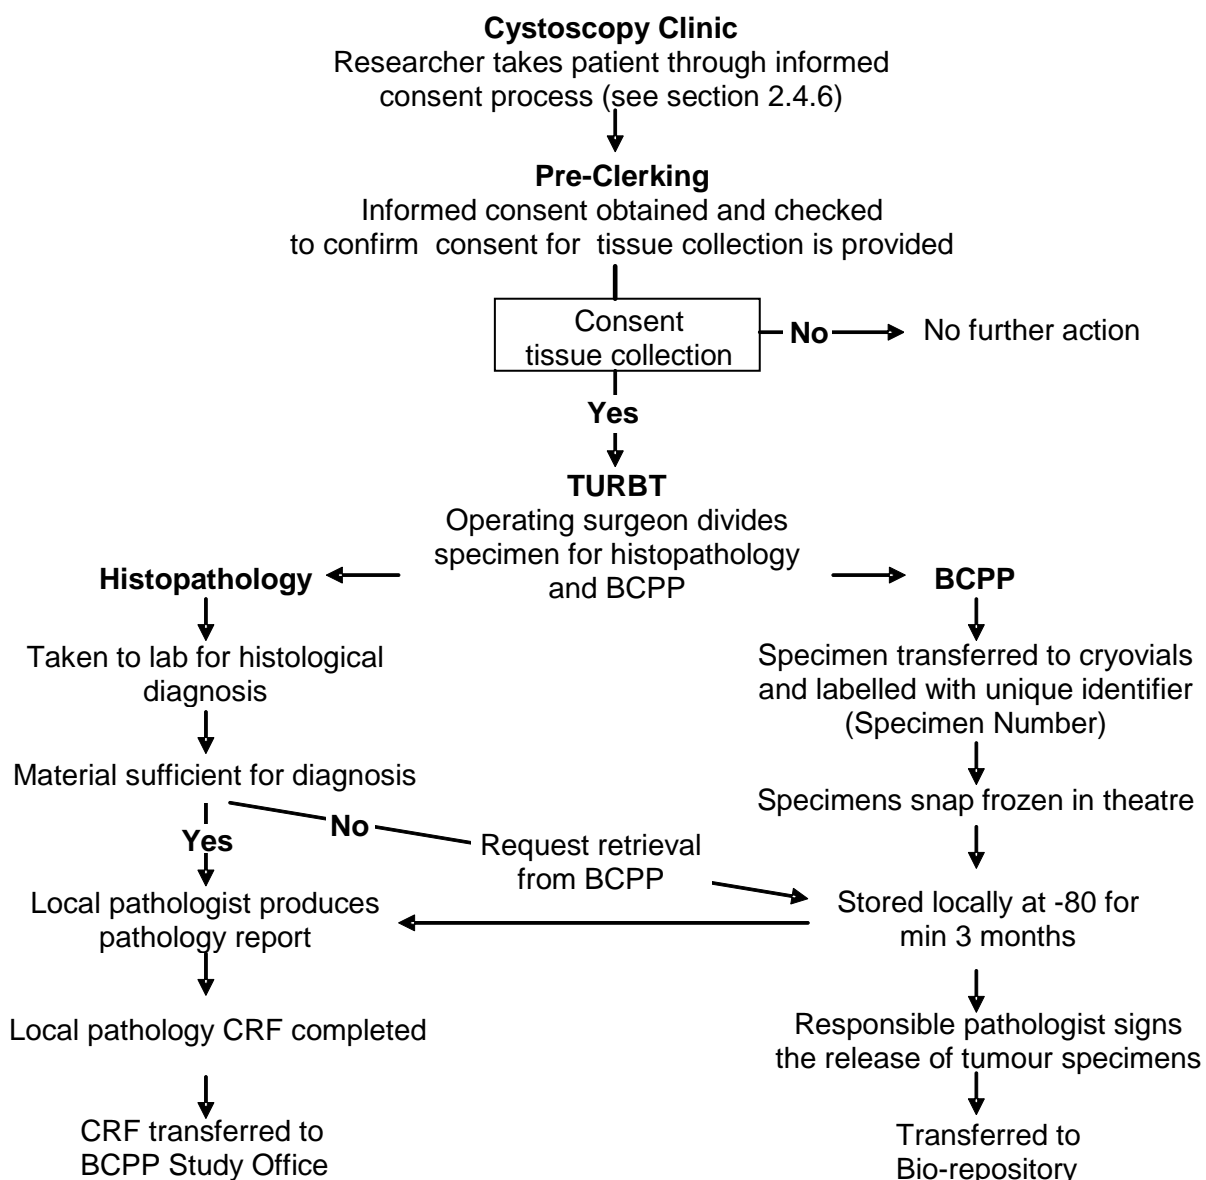 Cystoscopy Clinic
Researcher takes patient through informed
consent process (see section 2.4.6)
Pre-Clerking
Informed consent obtained and checked
to confirm consent for tissue collection is provided
Consent
tissue collection
No
No further action
Yes
TURBT
Operating surgeon divides
specimen for histopathology
and BCPP
Histopathology
Taken to lab for histological
diagnosis
Material sufficient for diagnosis
Yes
No
Request retrieval
from BCPP
Local pathologist produces
pathology report
Local pathology CRF completed
CRF transferred to
BCPP Study Office
BCPP
Specimen transferred to cryovials
and labelled with unique identifier
(Specimen Number)
Specimens snap frozen in theatre
Stored locally at -80 for
min 3 months
Responsible pathologist signs
the release of tumour specimens
Transferred to
Bio-repository